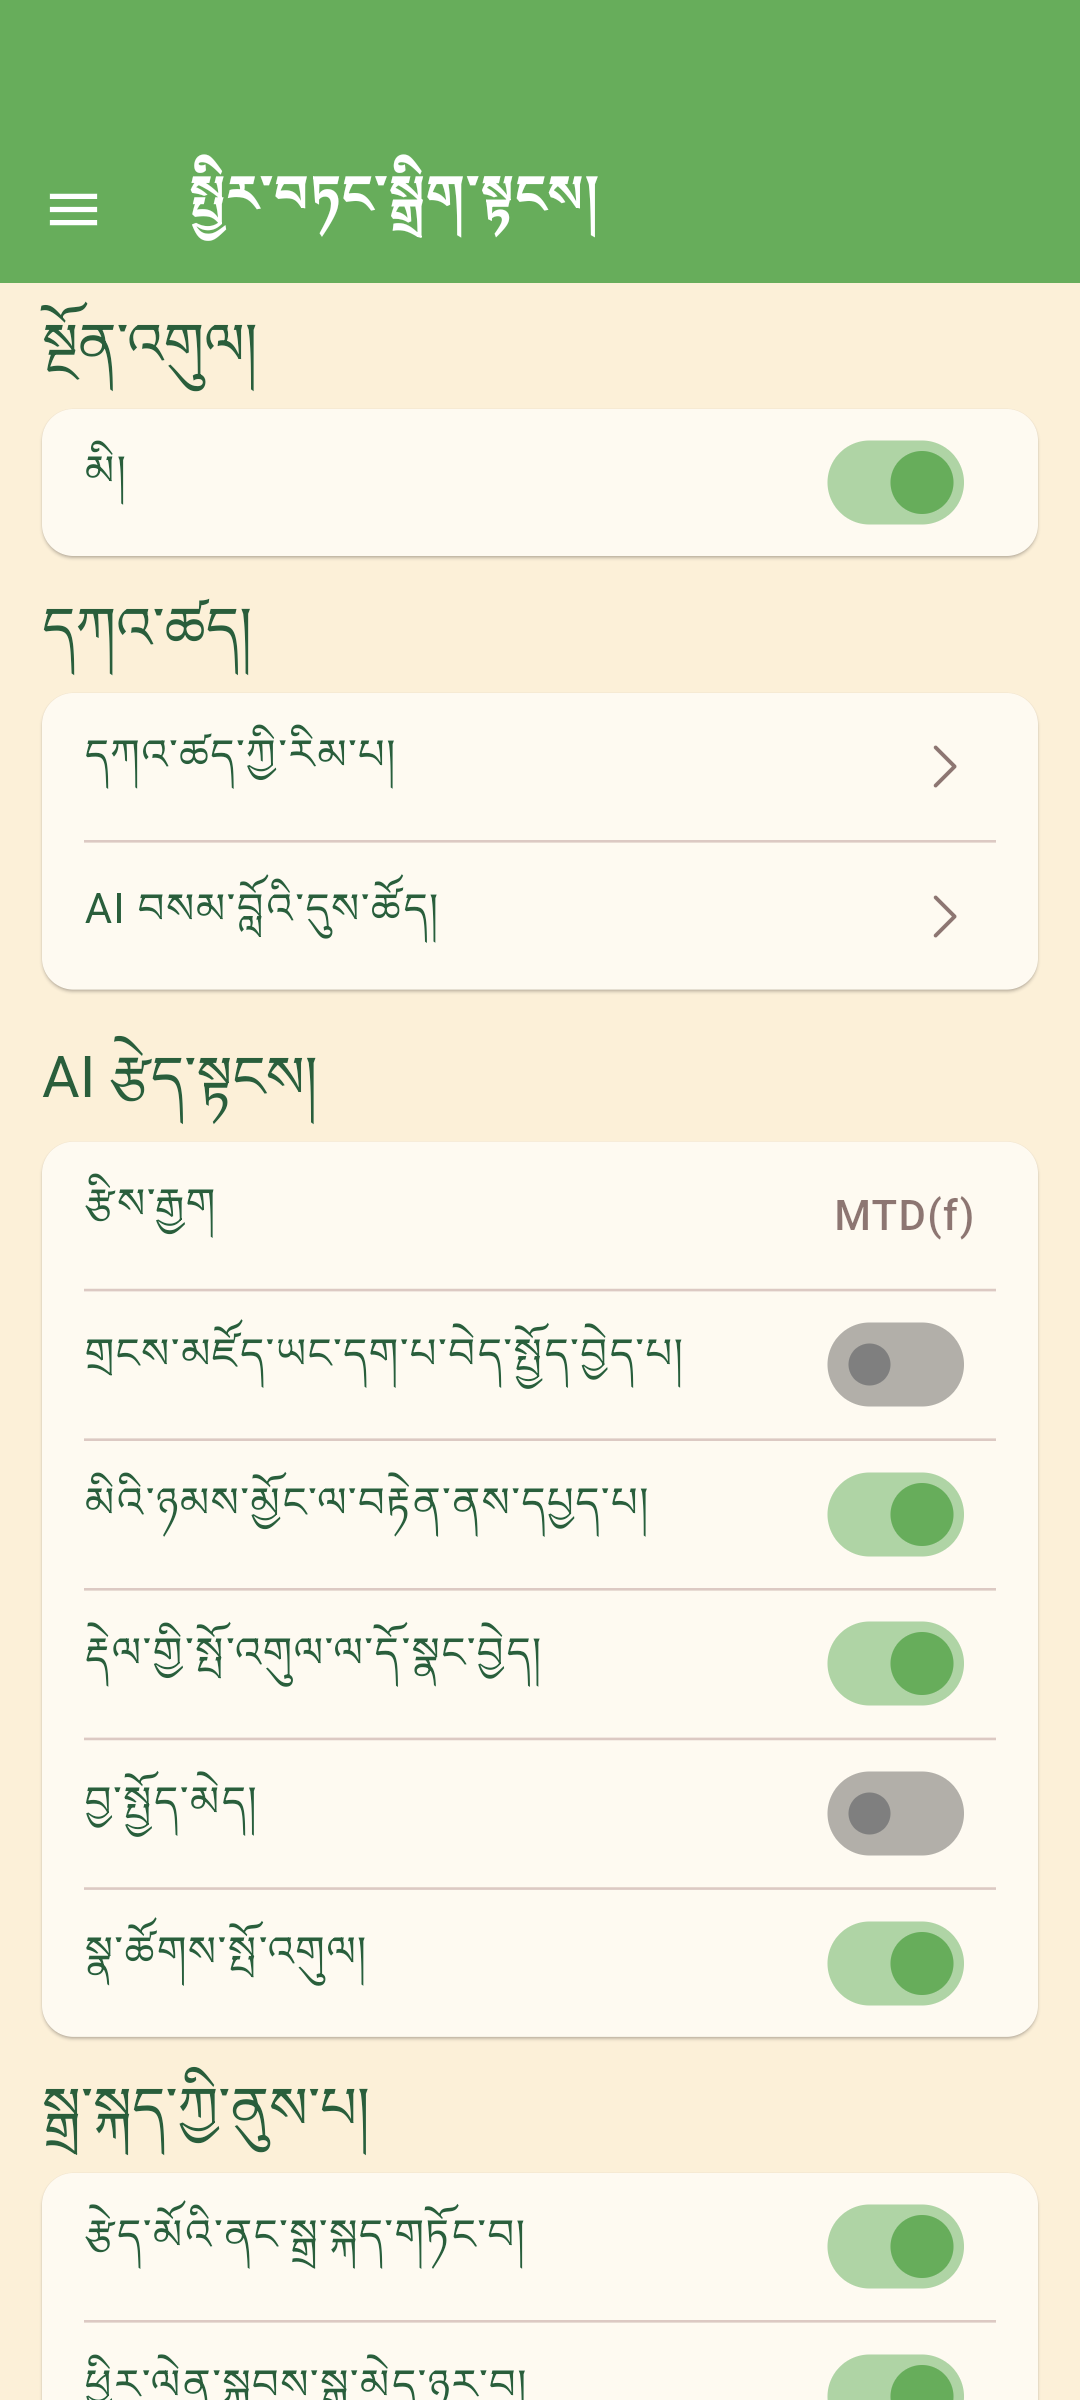 སྤྱིར་བཏང་སྒྲིག་སྟངས།
སྔོན་འགུལ།
མི།
དཀའ་ཚད།
དཀའ་ཚད་ཀྱི་རིམ་པ།
AI བསམ་བློའི་དུས་ཚོད།
AI རྩེད་སྟངས།
རྩིས་རྒྱག
MTD(f)
གྲངས་མཛོད་ཡང་དག་པ་བེད་སྤྱོད་བྱེད་པ།
མིའི་ཉམས་མྱོང་ལ་བརྟེན་ནས་དཔྱད་པ།
རྡེལ་གྱི་སྤོ་འགུལ་ལ་དོ་སྣང་བྱེད།
བྱ་སྤྱོད་མེད།
སྣ་ཚོགས་སྤོ་འགུལ།
སྒྲ་སྐད་ཀྱི་ནུས་པ།
རྩེད་མོའི་ནང་སྒྲ་སྐད་གཏོང་བ།
ཕྱིར་ལེན་སྐབས་སྒྲ་མེད་ཉར་བ།